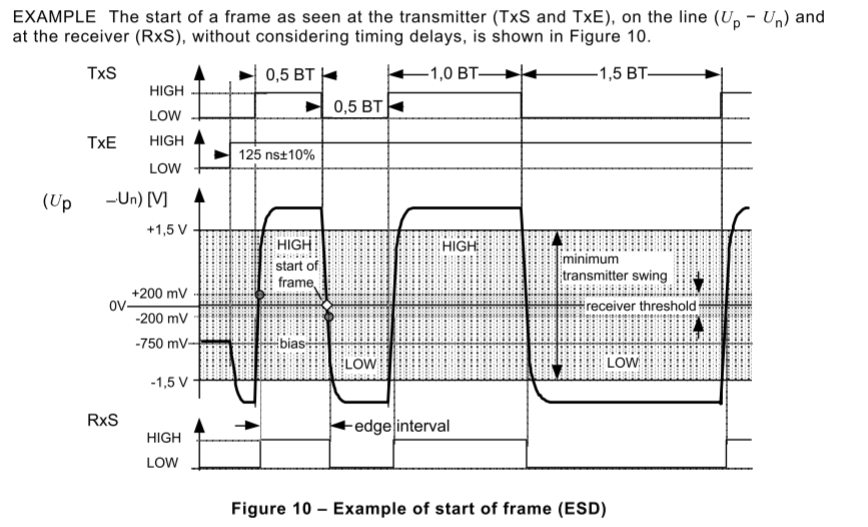 EXAMPLE The start of a frame as seen at the transmitter (TxS and TxE), on the line (Up − Un) and
at the receiver (RxS), without considering timing delays, is shown in Figure 10.
TxS
0,5 BT
1,0 BT
1,5 BT
HIGH
LOW
0,5 BT
TxE
HIGH
LOW
125 ns±10%
(Up –Un) [V]
+1,5 V
HIGH
start of
frame
HIGH
minimum
transmitter swing
+200 mV
0V
-200 mV
receiver threshold
-750 mV
bias
LOW
LOW
-1,5 V
RxS
edge interval
HIGH
LOW
Figure 10 – Example of start of frame (ESD)